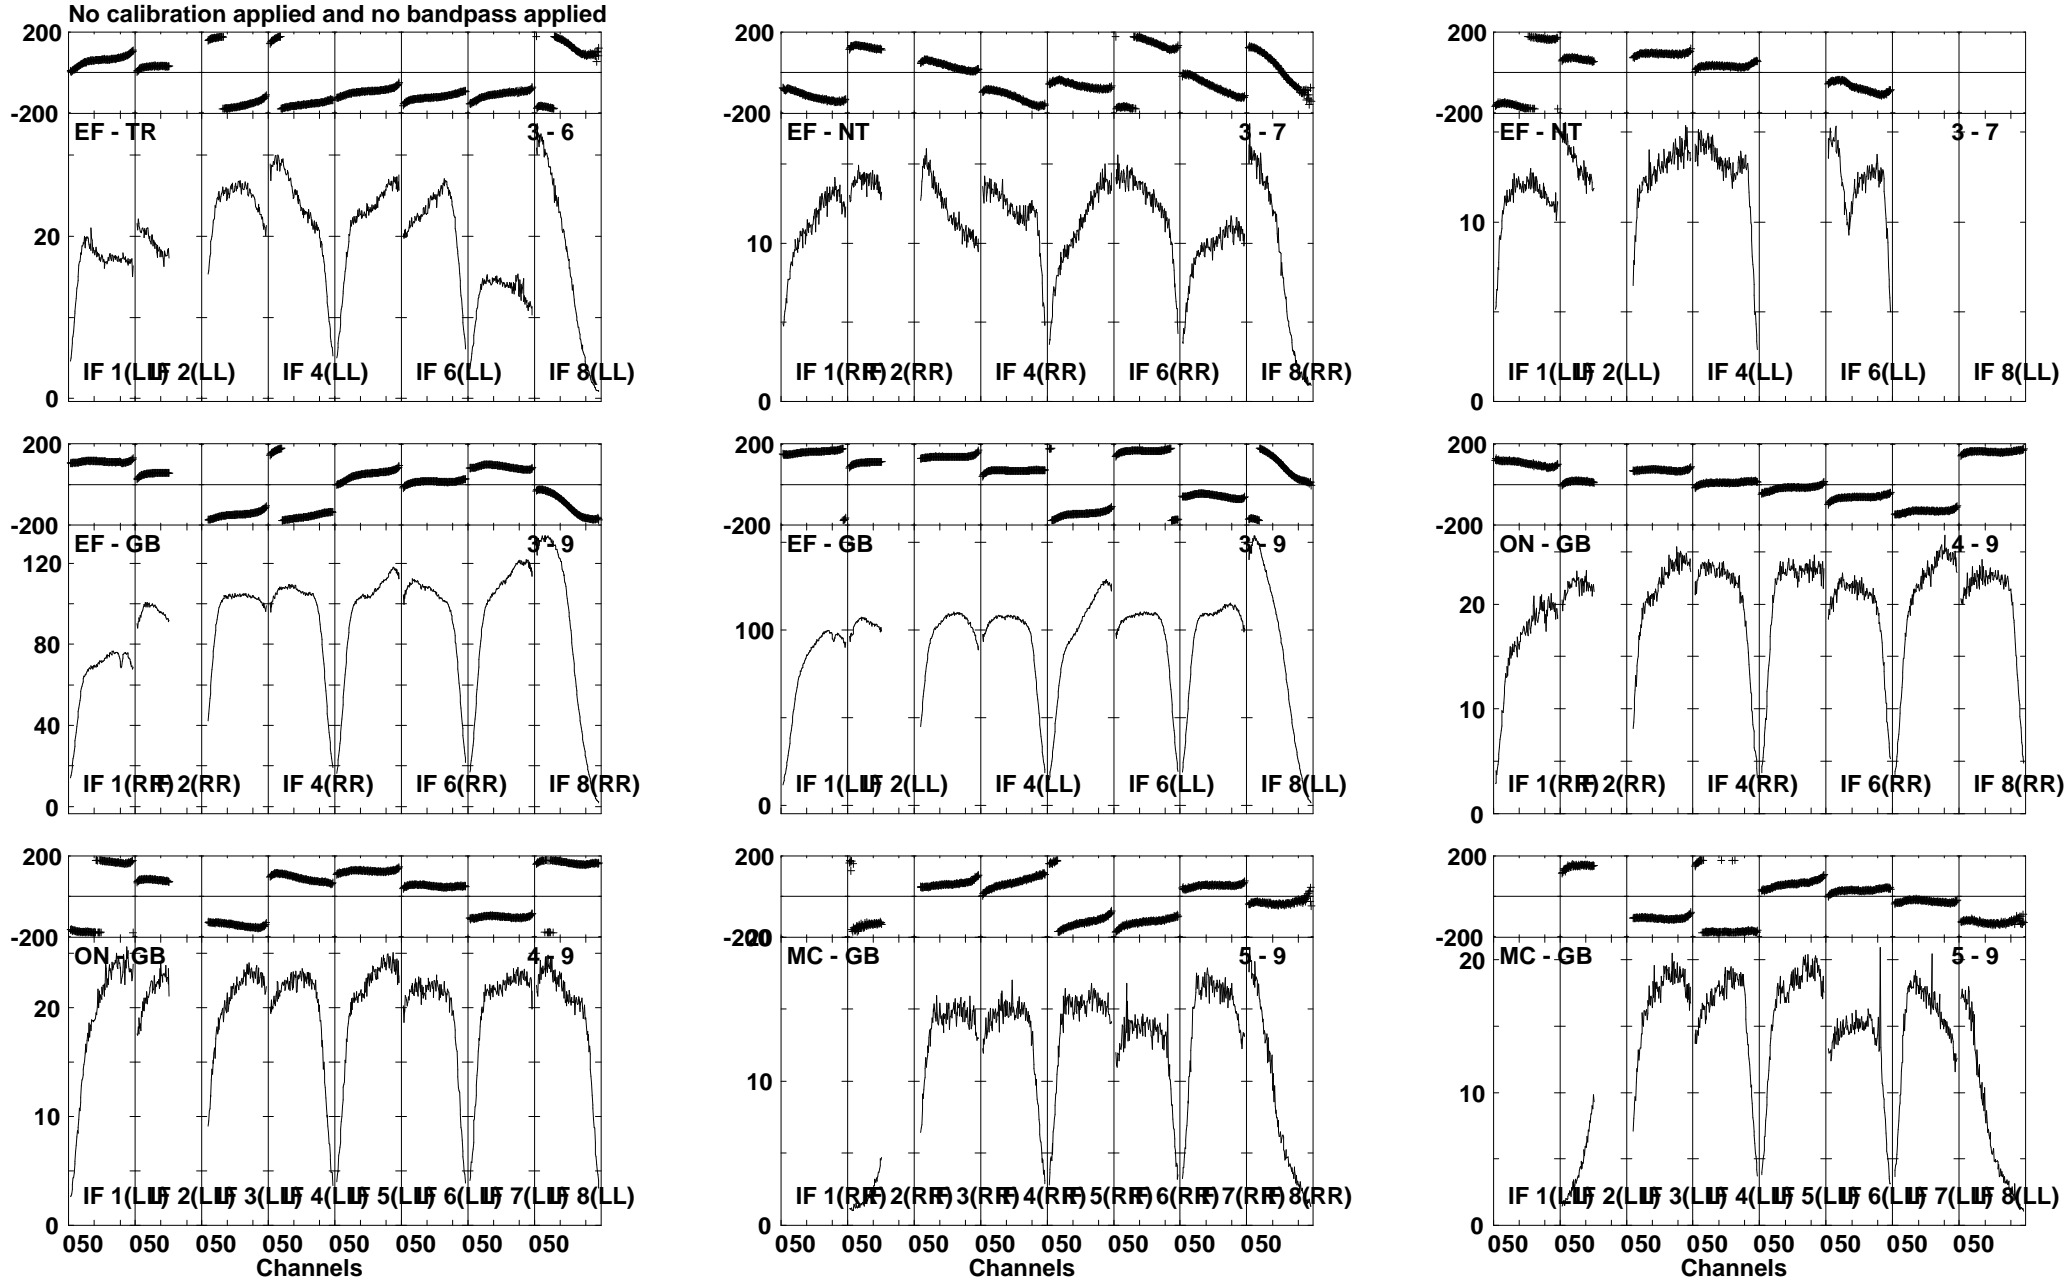 No calibration applied and no bandpass applied
200
-200
EF - TR
3 - 6
20
0
IF 1(LL)
IF 2(LL)
IF 4(LL)
IF 6(LL)
IF 8(LL)
200
-200
EF - NT
3 - 7
10
0
IF 1(RR)
IF 2(RR)
IF 4(RR)
IF 6(RR)
IF 8(RR)
200
-200
EF - NT
3 - 7
10
0
IF 1(LL)
IF 2(LL)
IF 4(LL)
IF 6(LL)
IF 8(LL)
200
-200
EF - GB
3 - 9
120
80
40
0
IF 1(RR)
IF 2(RR)
IF 4(RR)
IF 6(RR)
IF 8(RR)
200
-200
EF - GB
3 - 9
100
0
IF 1(LL)
IF 2(LL)
IF 4(LL)
IF 6(LL)
IF 8(LL)
200
-200
ON - GB
4 - 9
20
10
0
IF 1(RR)
IF 2(RR)
IF 4(RR)
IF 6(RR)
IF 8(RR)
200
-200
ON - GB
4 - 9
20
10
0
IF 1(LL)
IF 2(LL)
IF 3(LL)
IF 4(LL)
IF 5(LL)
IF 6(LL)
IF 7(LL)
IF 8(LL)
050 050 050 050 050 050 050 050
Channels
200
-200
20
MC - GB
5 - 9
10
0
IF 1(RR)
IF 2(RR)
IF 3(RR)
IF 4(RR)
IF 5(RR)
IF 6(RR)
IF 7(RR)
IF 8(RR)
050 050 050 050 050 050 050 050
Channels
200
-200
MC - GB
5 - 9
20
10
0
IF 1(LL)
IF 2(LL)
IF 3(LL)
IF 4(LL)
IF 5(LL)
IF 6(LL)
IF 7(LL)
IF 8(LL)
050 050 050 050 050 050 050 050
Channels